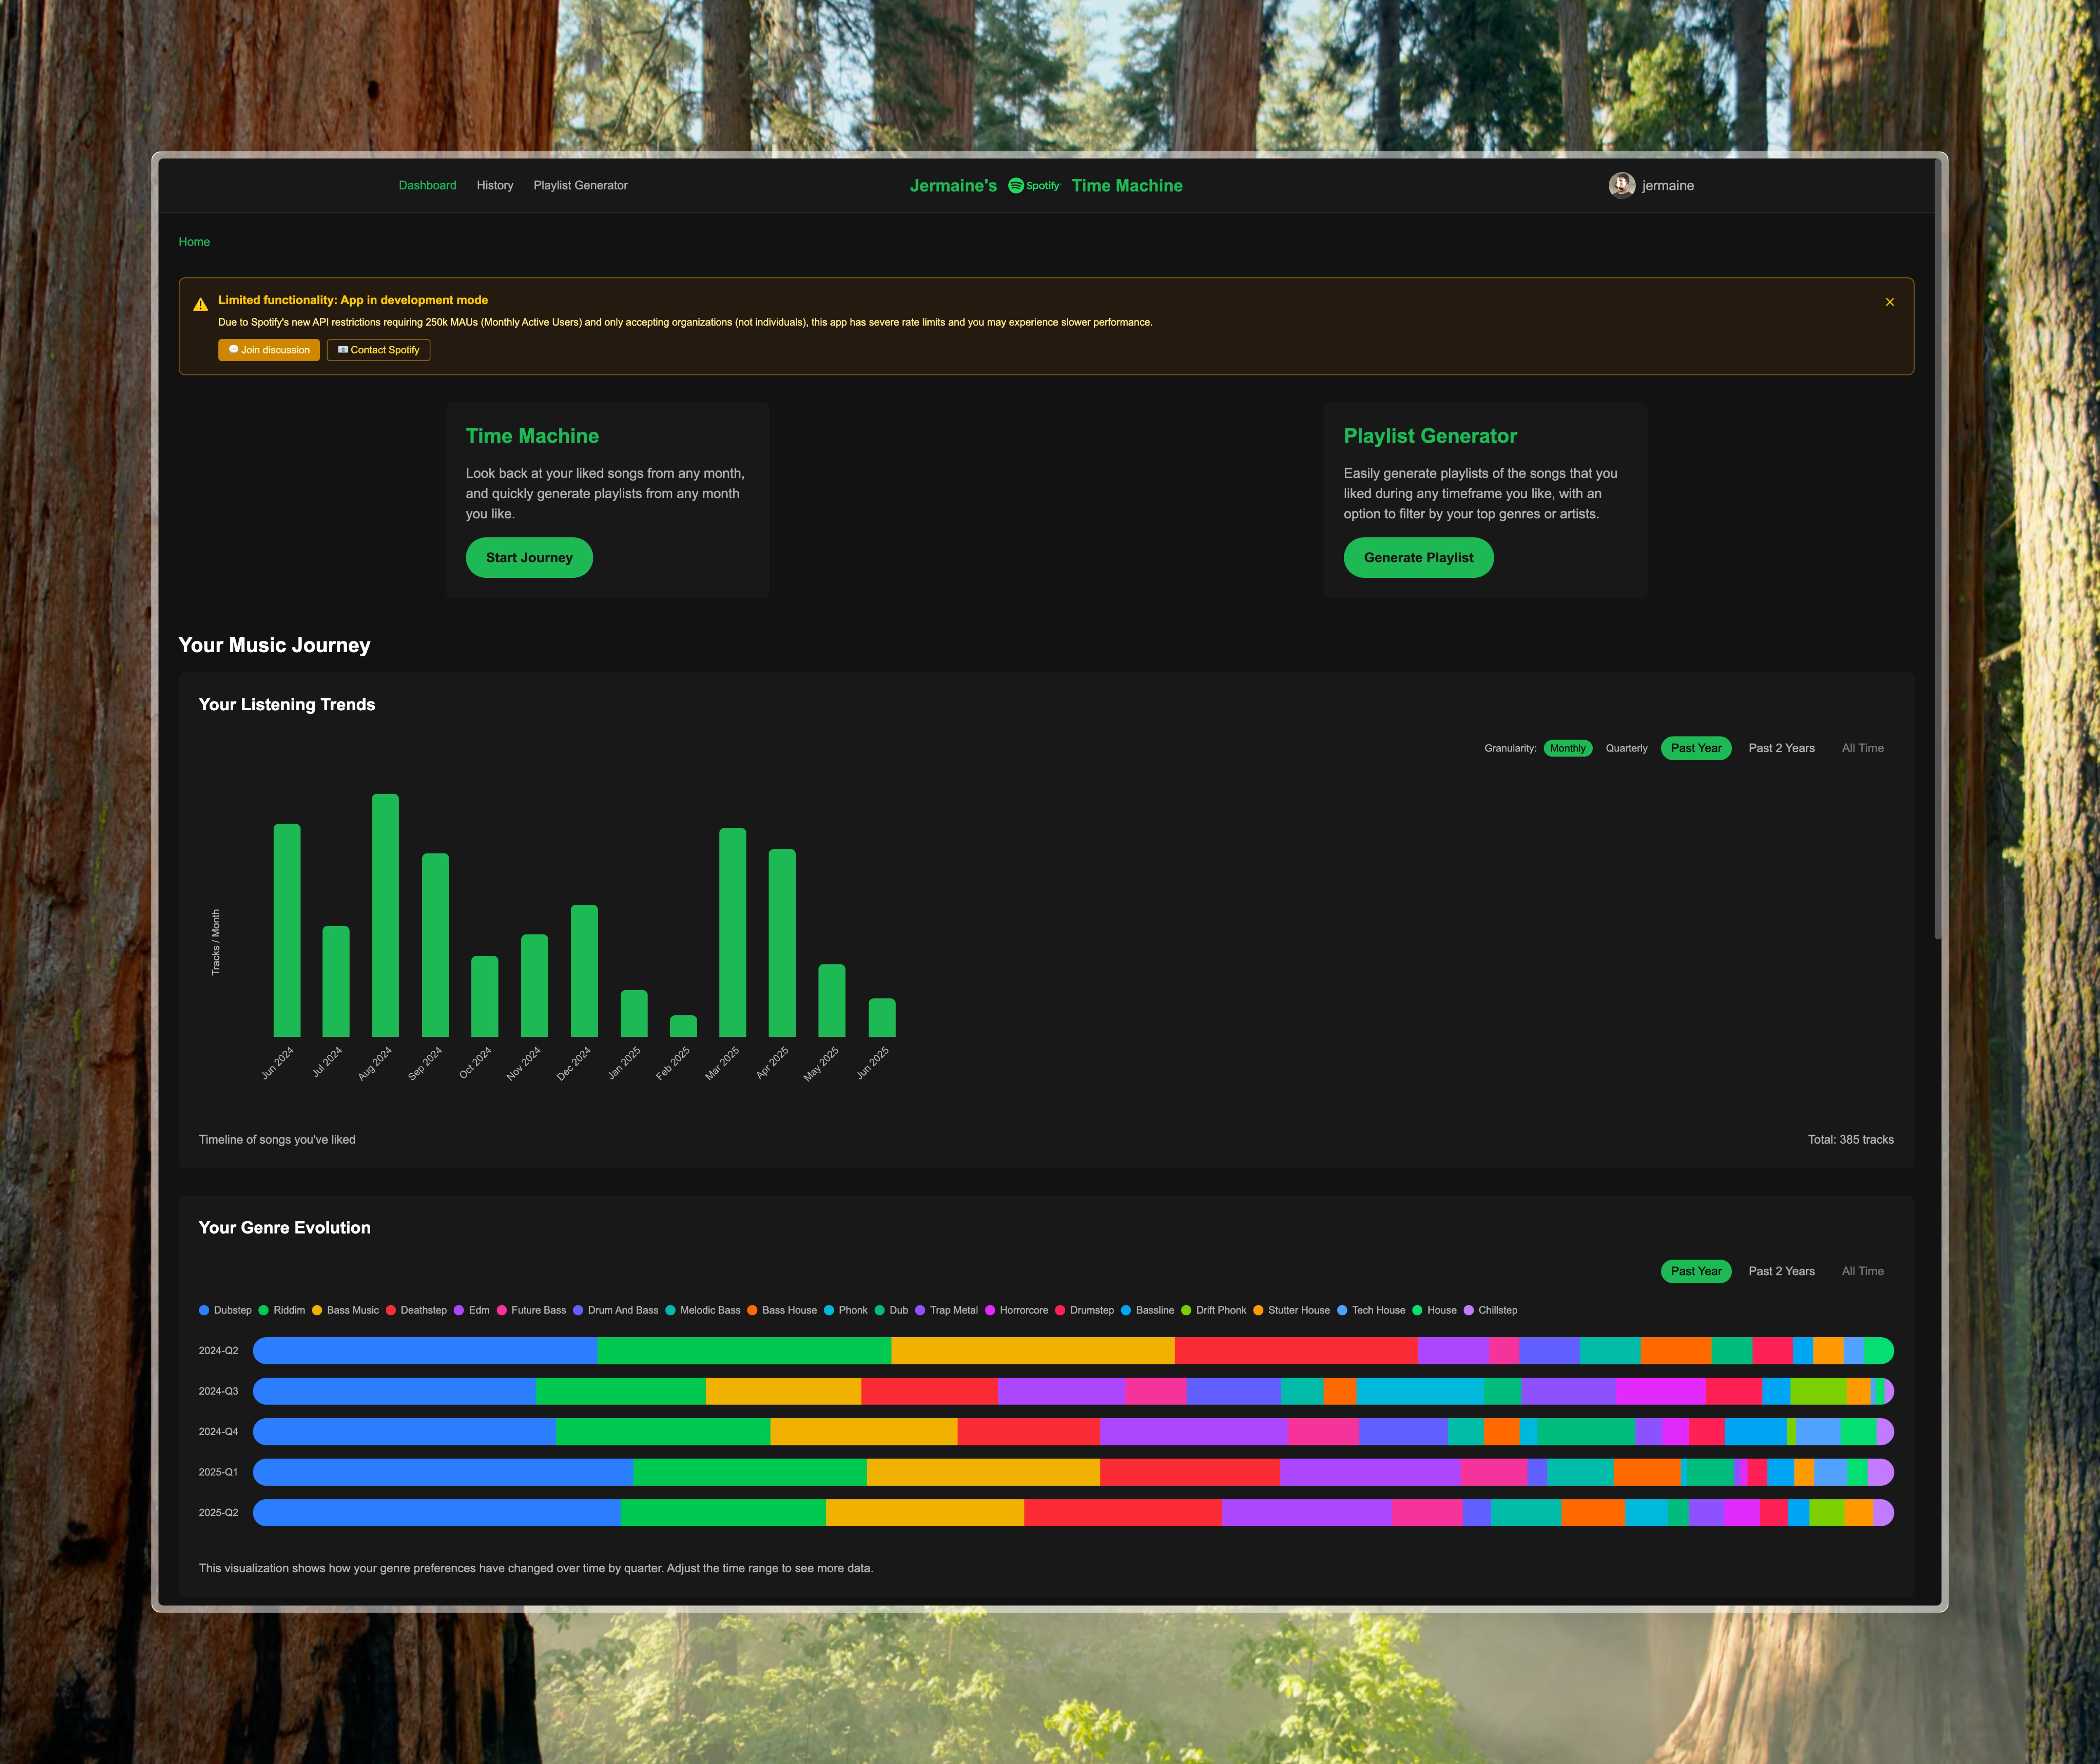 Dashboard History Playlist Generator Jermaine's Spotify Time Machine jermaine
Home
Limited functionality: App in development mode
Due to Spotify's new API restrictions requiring 250k MAUs (Monthly Active Users) and only accepting organizations (not individuals), this app has severe rate limits and you may experience slower performance.
Join discussion Contact Spotify
Time Machine
Look back at your liked songs from any month,
and quickly generate playlists from any month
you like.
Start Journey
Playlist Generator
Easily generate playlists of the songs that you
liked during any timeframe you like, with an
option to filter by your top genres or artists.
Generate Playlist
Your Music Journey
Your Listening Trends
Granularity: Monthly Quarterly Past Year Past 2 Years All Time
Tracks / Month
Jun 2024 Jul 2024 Aug 2024 Sep 2024 Oct 2024 Nov 2024 Dec 2024 Jan 2025 Feb 2025 Mar 2025 Apr 2025 May 2025 Jun 2025
Timeline of songs you've liked Total: 385 tracks
Your Genre Evolution
Past Year Past 2 Years All Time
Dubstep Riddim Bass Music Deathstep Edm Future Bass Drum And Bass Melodic Bass Bass House Phonk Dub Trap Metal Horrorcore Drumstep Bassline Drift Phonk Stutter House Tech House House Chillstep
2024-Q2
2024-Q3
2024-Q4
2025-Q1
2025-Q2
This visualization shows how your genre preferences have changed over time by quarter. Adjust the time range to see more data.